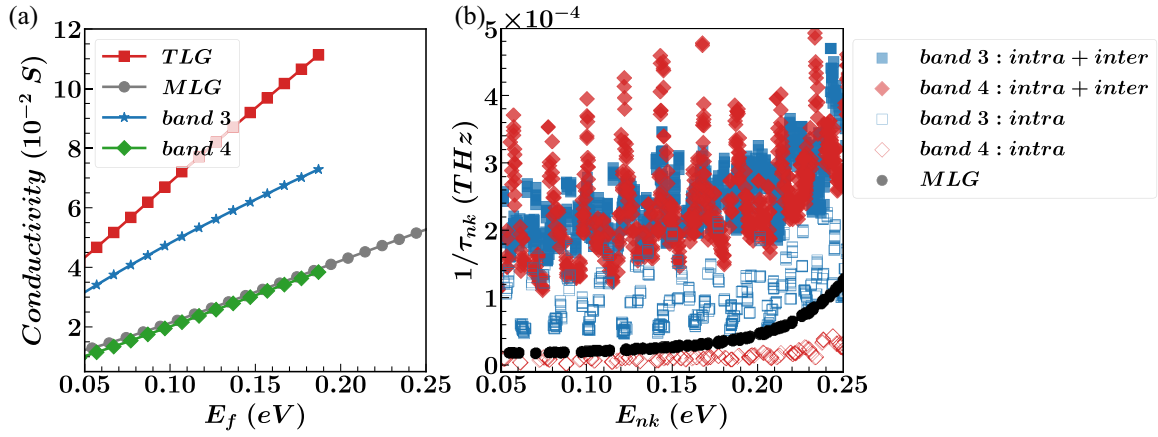 (a)
12
10
8
6
4
2
Conductivity (10⁻² S)
TLG
MLG
band 3
band 4
0.05 0.10 0.15 0.20 0.25
E_f (eV)
(b)
5 ×10⁻⁴
4
3
2
1
0
1/τ_nk (THz)
0.05 0.10 0.15 0.20 0.25
E_nk (eV)
band 3 : intra + inter
band 4 : intra + inter
band 3 : intra
band 4 : intra
MLG